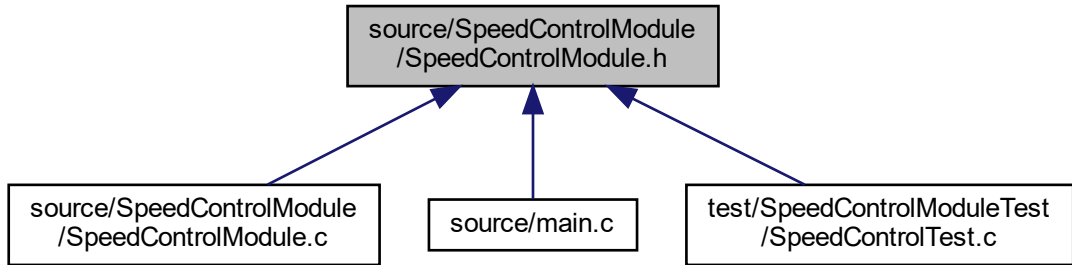 source/SpeedControlModule
/SpeedControlModule.h
source/SpeedControlModule
/SpeedControlModule.c
source/main.c
test/SpeedControlModuleTest
/SpeedControlTest.c